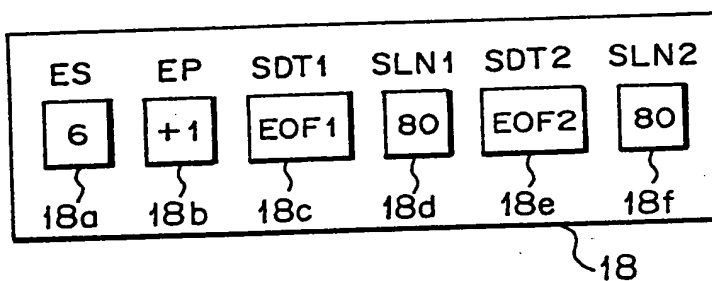 ES EP SDT1 SLN1 SDT2 SLN2
6 +1 EOF1 80 EOF2 80
18a 18b 18c 18d 18e 18f
18